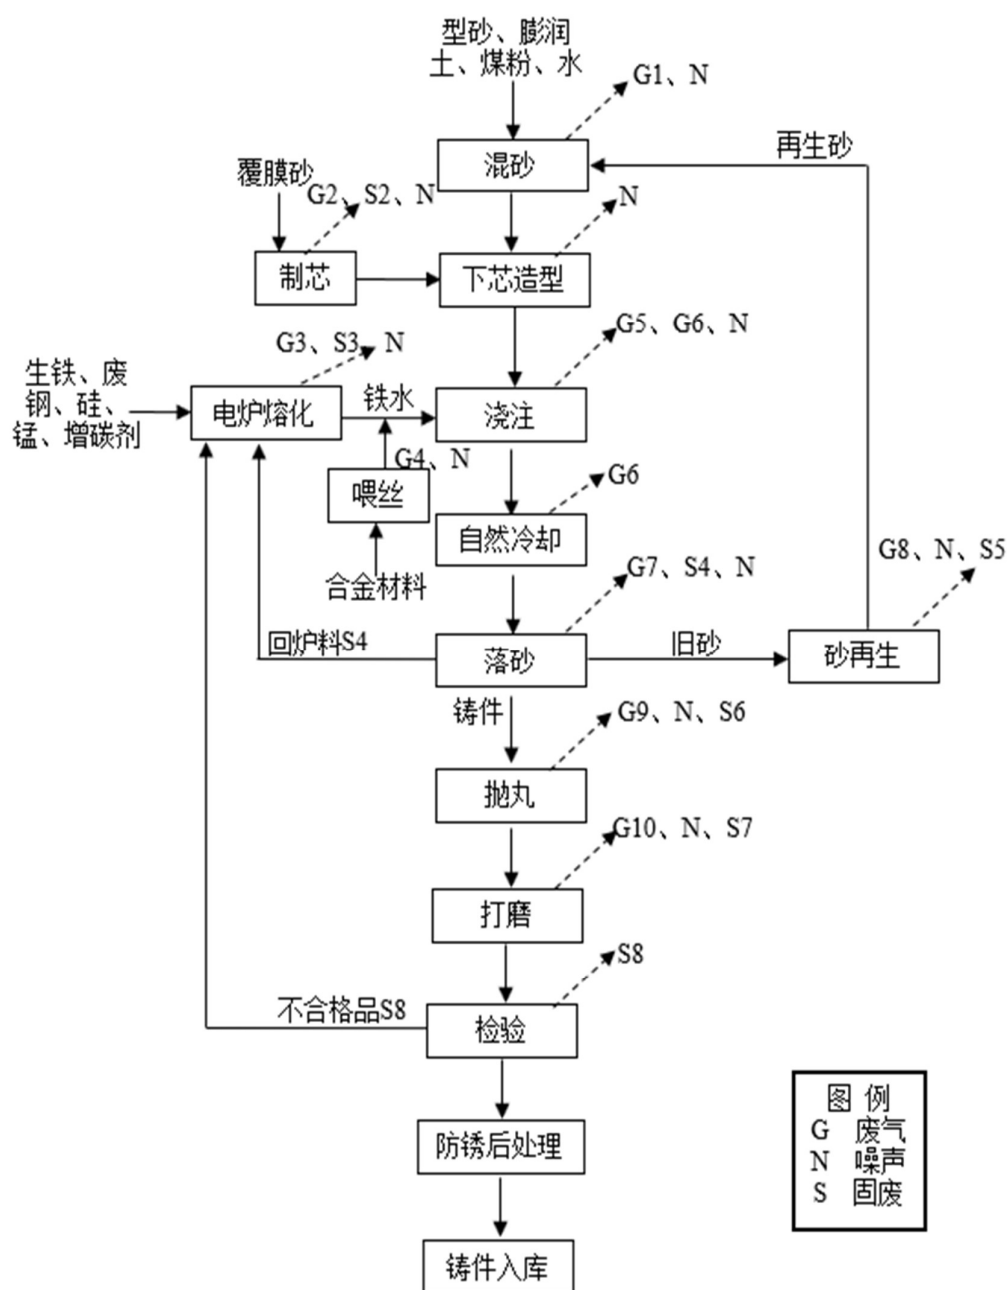 型砂、膨润
土、煤粉、水
G1、N
混砂
再生砂
覆膜砂
G2、S2、N
N
制芯
下芯造型
G5、G6、N
G3、S3、N
生铁、废
钢、硅、
锰、增碳剂
电炉熔化
铁水
浇注
G4、N
喂丝
G6
自然冷却
合金材料
G7、S4、N
G8、N、S5
回炉料S4
落砂
旧砂
砂再生
铸件
G9、N、S6
抛丸
G10、N、S7
打磨
S8
不合格品S8
检验
防锈后处理
铸件入库
图 例
G 废气
N 噪声
S 固废